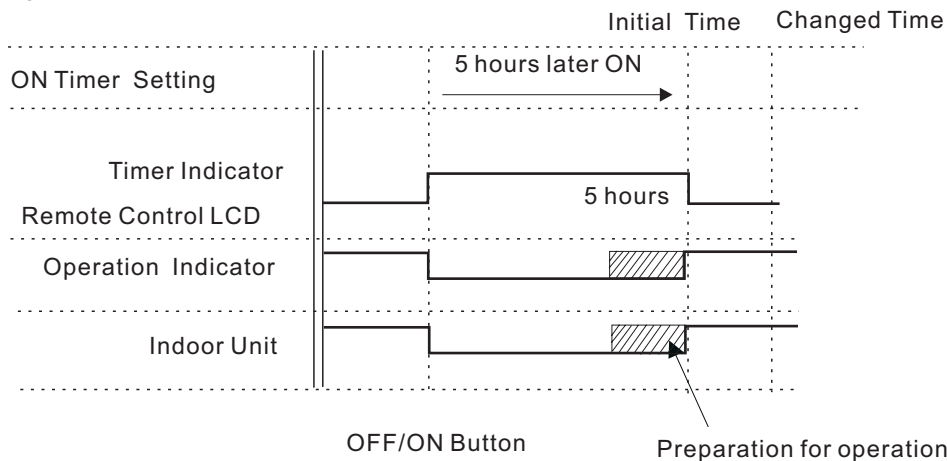 Initial Time Changed Time
ON Timer Setting
5 hours later ON
Timer Indicator
5 hours
Remote Control LCD
Operation Indicator
Indoor Unit
OFF/ON Button
Preparation for operation